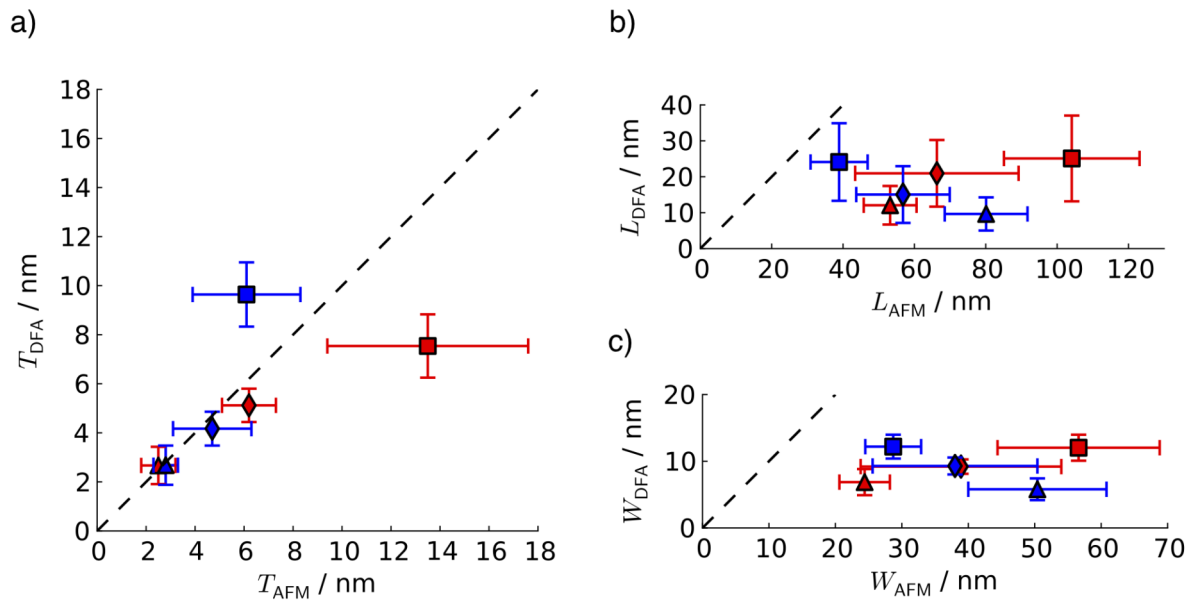 a)
18
16
14
12
10
8
6
4
2
0
T_DFA / nm
0 2 4 6 8 10 12 14 16 18
T_AFM / nm
b)
40
30
20
10
0
L_DFA / nm
0 20 40 60 80 100 120
L_AFM / nm
c)
20
10
0
W_DFA / nm
0 10 20 30 40 50 60 70
W_AFM / nm